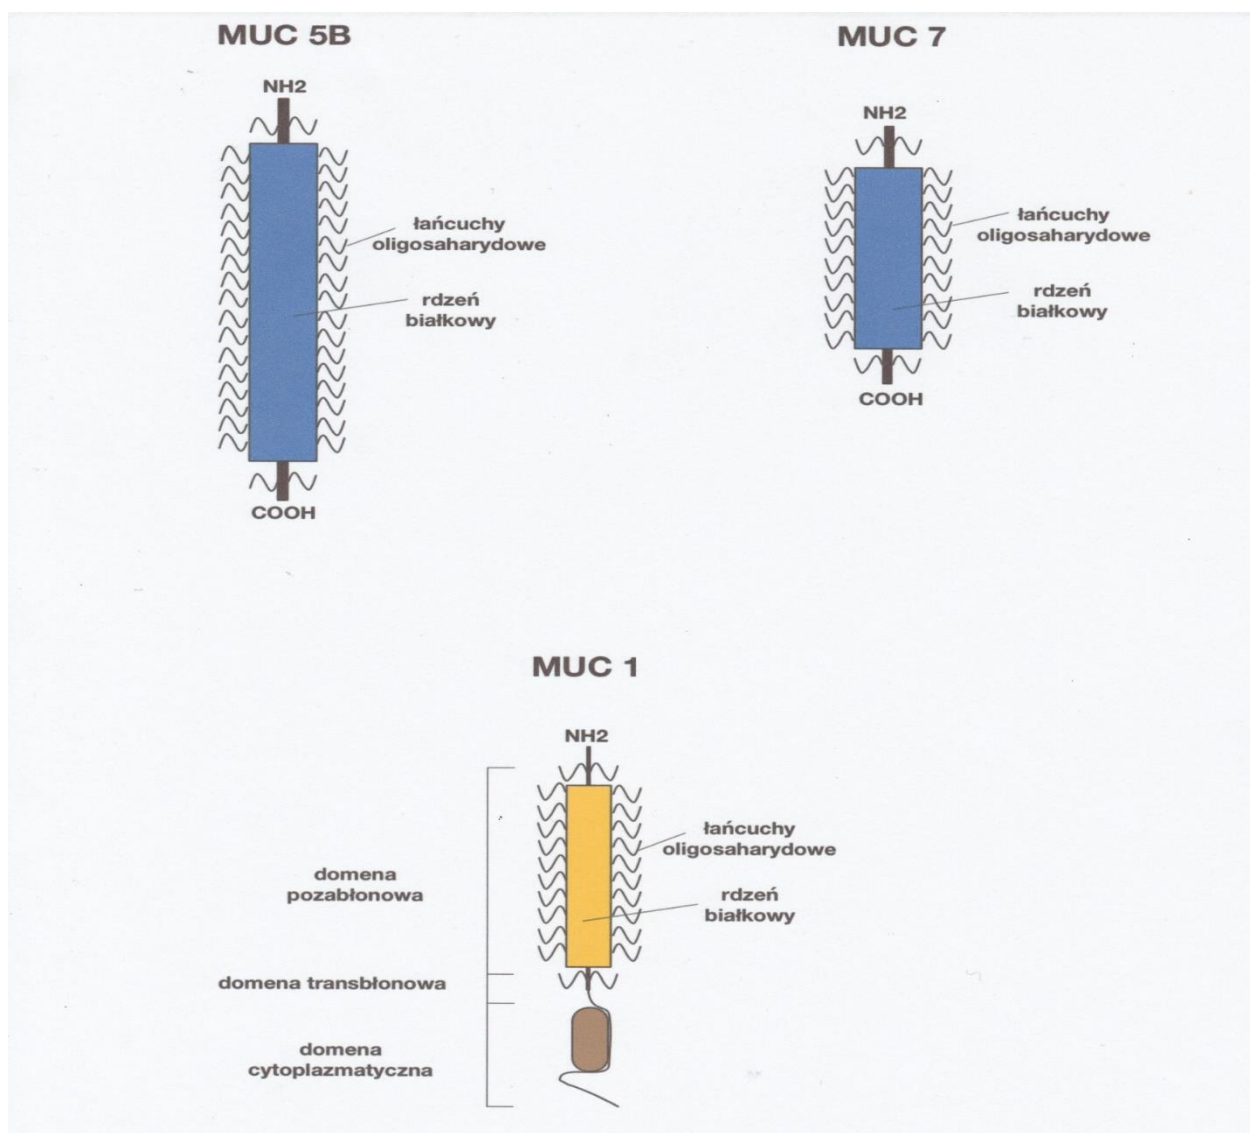 MUC 5B
NH2
łańcuchy
oligosaharydowe
rdzeń
białkowy
COOH
MUC 7
NH2
łańcuchy
oligosaharydowe
rdzeń
białkowy
COOH
MUC 1
NH2
łańcuchy
oligosaharydowe
rdzeń
białkowy
domena
pozabłonowa
domena transbłonowa
domena
cytoplazmatyczna